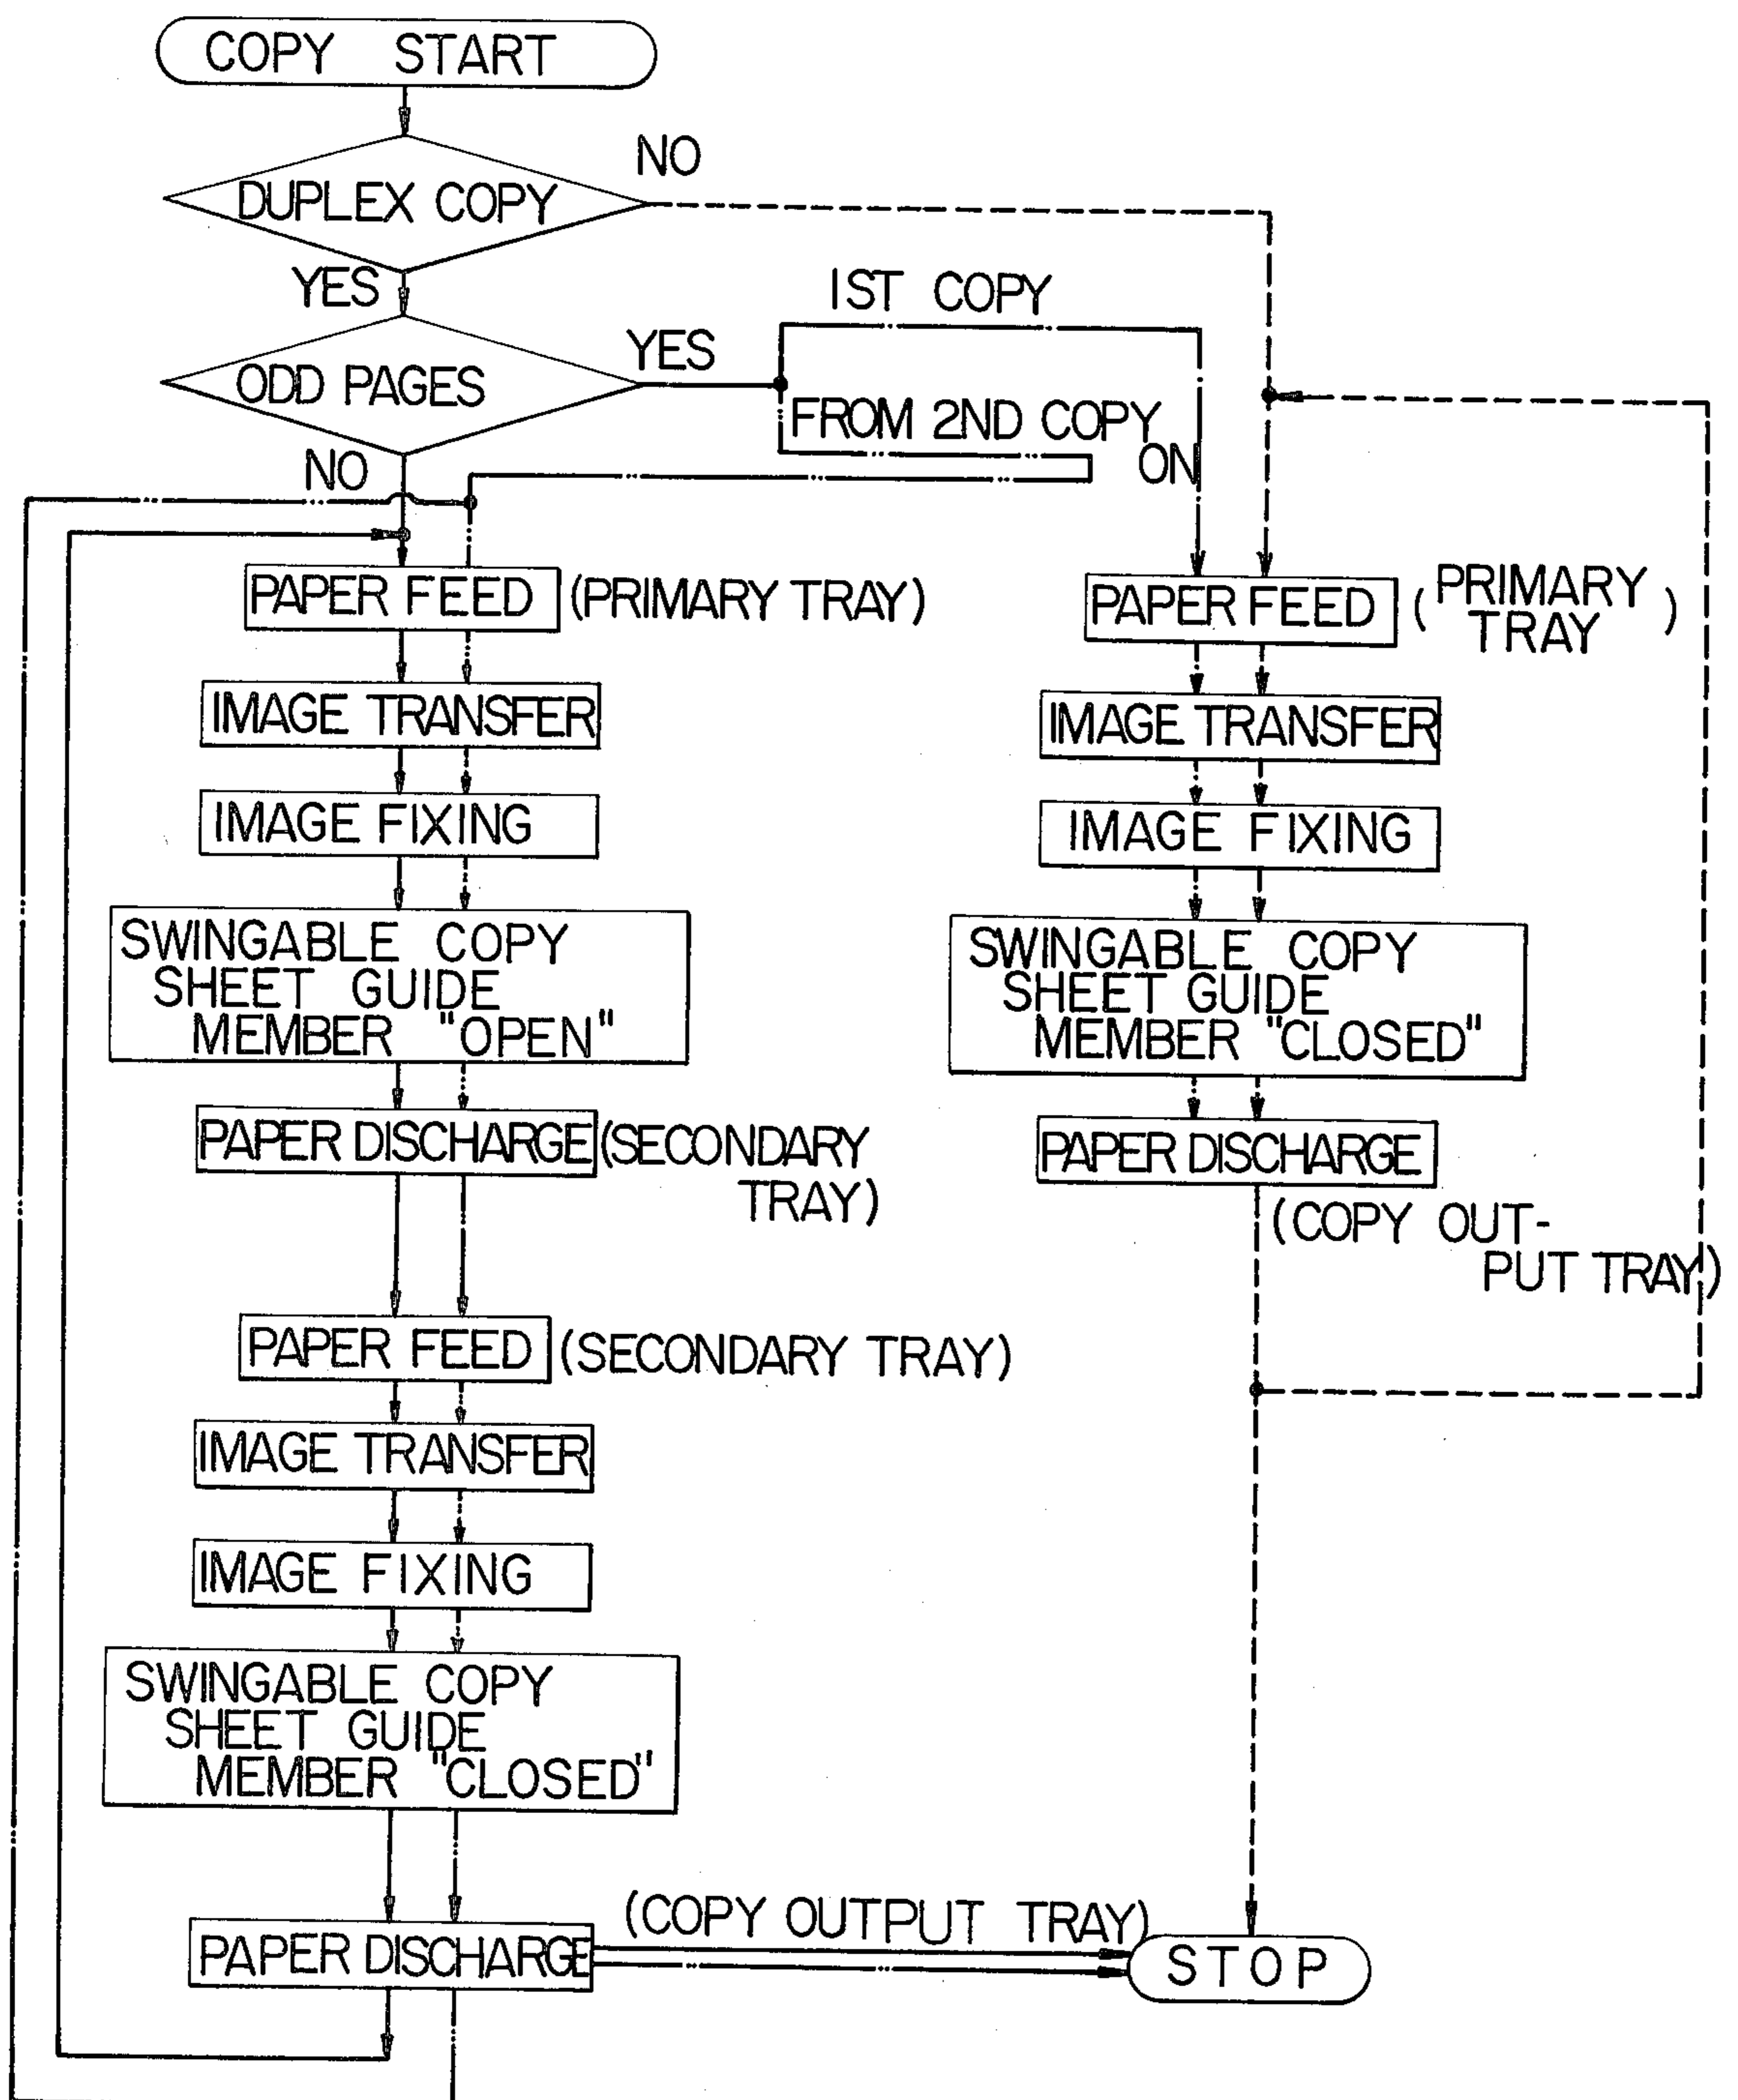 COPY START
DUPLEX COPY
NO
YES
ODD PAGES
YES
1ST COPY
FROM 2ND COPY
ON
NO
PAPER FEED (PRIMARY TRAY)
IMAGE TRANSFER
IMAGE FIXING
SWINGABLE COPY
SHEET GUIDE
MEMBER "OPEN"
PAPER DISCHARGE (SECONDARY
TRAY)
PAPER FEED (SECONDARY TRAY)
IMAGE TRANSFER
IMAGE FIXING
SWINGABLE COPY
SHEET GUIDE
MEMBER "CLOSED"
PAPER DISCHARGE
(COPY OUTPUT TRAY)
PAPER FEED (PRIMARY
TRAY)
IMAGE TRANSFER
IMAGE FIXING
SWINGABLE COPY
SHEET GUIDE
MEMBER "CLOSED"
PAPER DISCHARGE
(COPY OUT-
PUT TRAY)
STOP